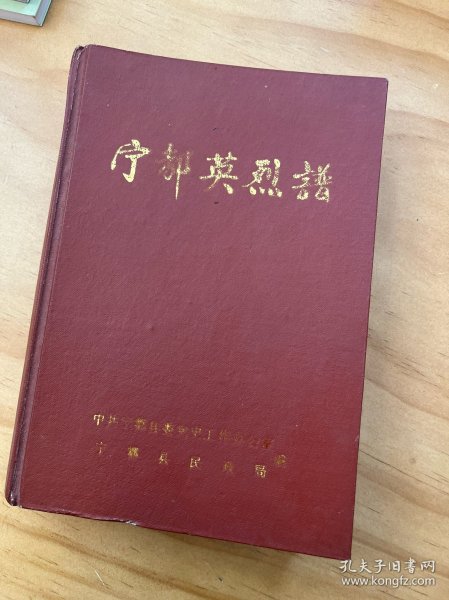 宁都英烈譜
中共宁都县委党史工作办公室
宁都县民政局
编
孔夫子旧书网
www.kongfz.com